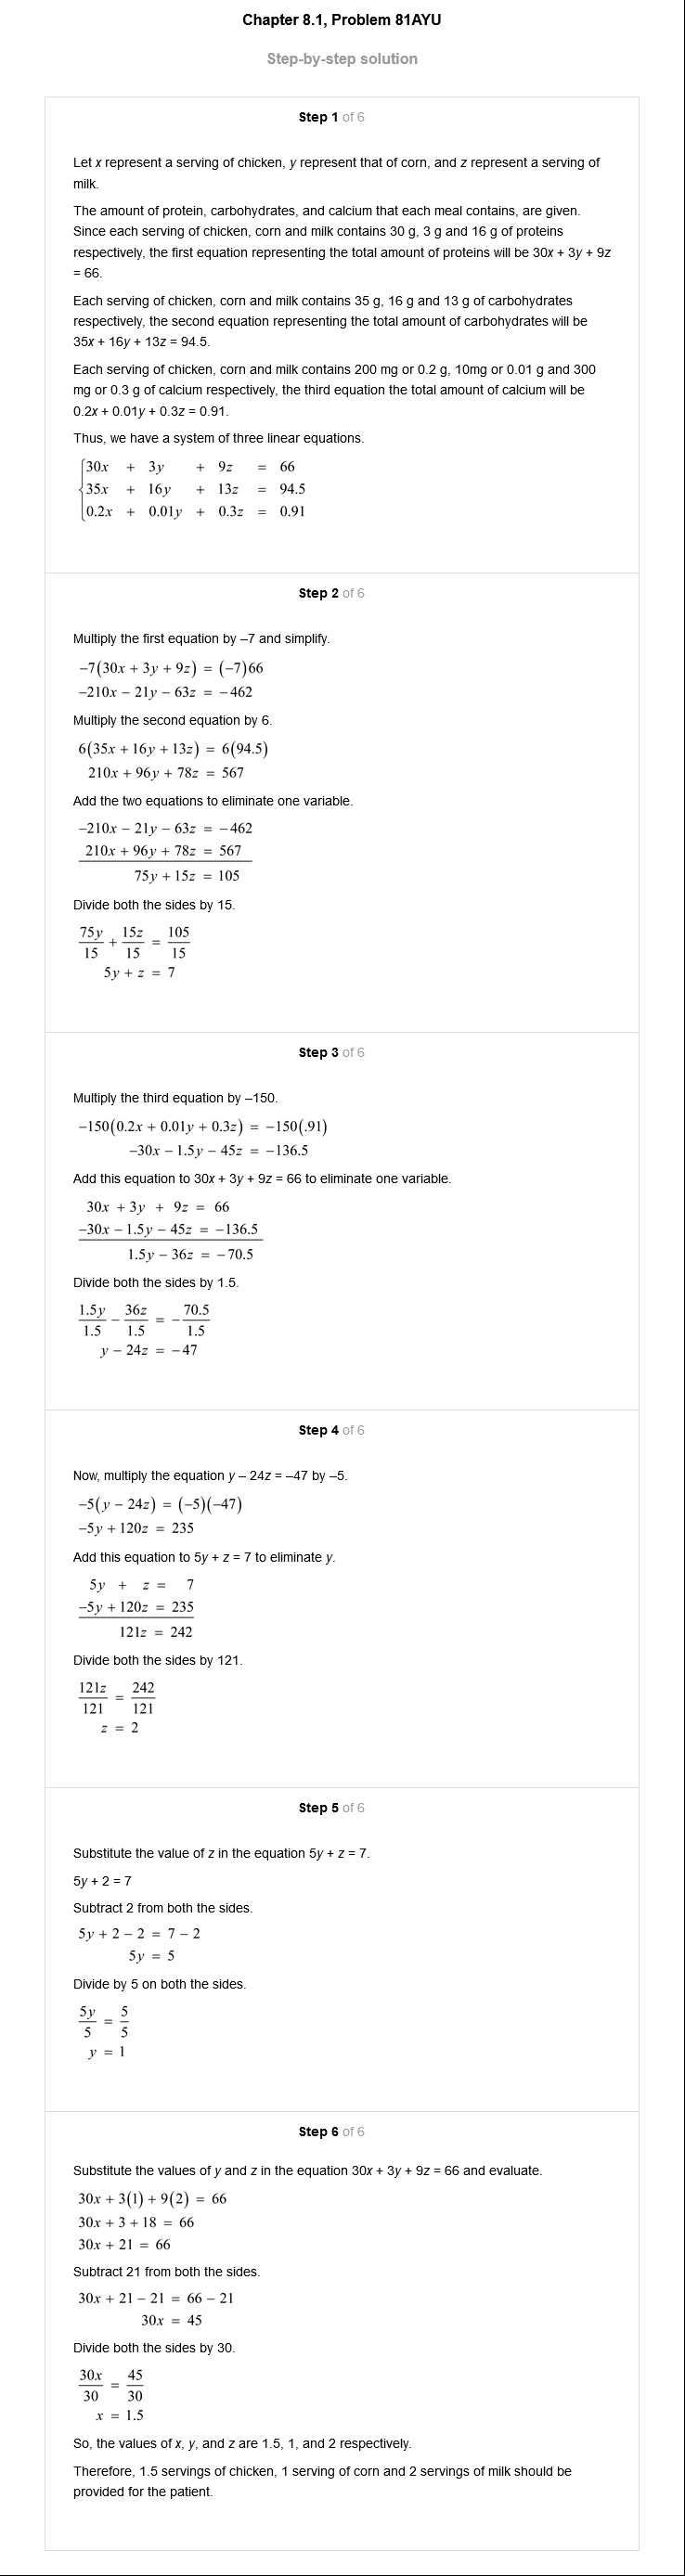 Chapter 8.1, Problem 81AYU
Step-by-step solution
Step 1 of 6
Let x represent a serving of chicken, y represent that of corn, and z represent a serving of
milk.
The amount of protein, carbohydrates, and calcium that each meal contains, are given.
Since each serving of chicken, corn and milk contains 30 g, 3 g and 16 g of proteins
respectively, the first equation representing the total amount of proteins will be 30x + 3y + 9z
= 66.
Each serving of chicken, corn and milk contains 35 g, 16 g and 13 g of carbohydrates
respectively, the second equation representing the total amount of carbohydrates will be
35x + 16y + 13z = 94.5.
Each serving of chicken, corn and milk contains 200 mg or 0.2 g, 10mg or 0.01 g and 300
mg or 0.3 g of calcium respectively, the third equation the total amount of calcium will be
0.2x + 0.01y + 0.3z = 0.91.
Thus, we have a system of three linear equations.
30x + 3y + 9z = 66
35x + 16y + 13z = 94.5
0.2x + 0.01y + 0.3z = 0.91
Step 2 of 6
Multiply the first equation by –7 and simplify.
−7(30x + 3y + 9z) = (−7)66
−210x − 21y − 63z = −462
Multiply the second equation by 6.
6(35x + 16y + 13z) = 6(94.5)
210x + 96y + 78z = 567
Add the two equations to eliminate one variable.
−210x − 21y − 63z = −462
210x + 96y + 78z = 567
75y + 15z = 105
Divide both the sides by 15.
75y/15 + 15z/15 = 105/15
5y + z = 7
Step 3 of 6
Multiply the third equation by –150.
−150(0.2x + 0.01y + 0.3z) = −150(.91)
−30x − 1.5y − 45z = −136.5
Add this equation to 30x + 3y + 9z = 66 to eliminate one variable.
30x + 3y + 9z = 66
−30x − 1.5y − 45z = −136.5
1.5y − 36z = −70.5
Divide both the sides by 1.5.
1.5y/1.5 − 36z/1.5 = −70.5/1.5
y − 24z = −47
Step 4 of 6
Now, multiply the equation y – 24z = –47 by –5.
−5(y − 24z) = (−5)(−47)
−5y + 120z = 235
Add this equation to 5y + z = 7 to eliminate y.
5y + z = 7
−5y + 120z = 235
121z = 242
Divide both the sides by 121.
121z/121 = 242/121
z = 2
Step 5 of 6
Substitute the value of z in the equation 5y + z = 7.
5y + 2 = 7
Subtract 2 from both the sides.
5y + 2 − 2 = 7 − 2
5y = 5
Divide by 5 on both the sides.
5y/5 = 5/5
y = 1
Step 6 of 6
Substitute the values of y and z in the equation 30x + 3y + 9z = 66 and evaluate.
30x + 3(1) + 9(2) = 66
30x + 3 + 18 = 66
30x + 21 = 66
Subtract 21 from both the sides.
30x + 21 − 21 = 66 − 21
30x = 45
Divide both the sides by 30.
30x/30 = 45/30
x = 1.5
So, the values of x, y, and z are 1.5, 1, and 2 respectively.
Therefore, 1.5 servings of chicken, 1 serving of corn and 2 servings of milk should be
provided for the patient.